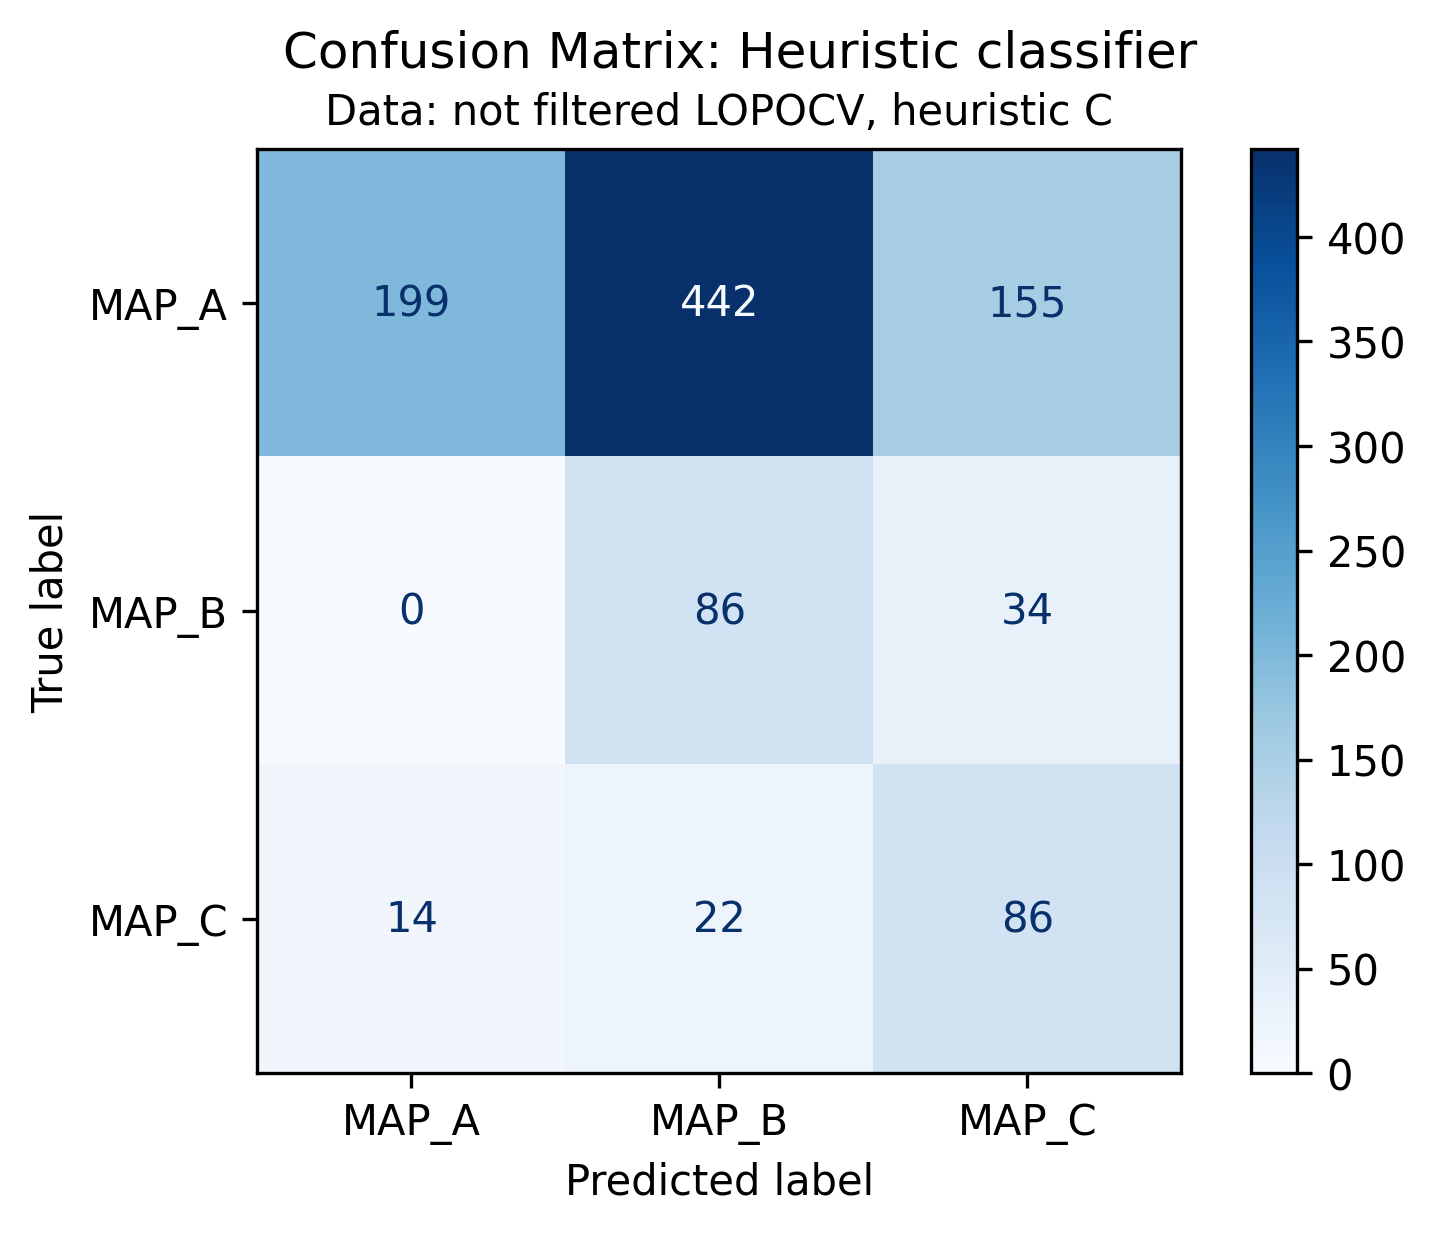 Confusion Matrix: Heuristic classifier
Data: not filtered LOPOCV, heuristic C
True label
MAP_A
199
442
155
MAP_B
0
86
34
MAP_C
14
22
86
MAP_A
MAP_B
MAP_C
Predicted label
400
350
300
250
200
150
100
50
0